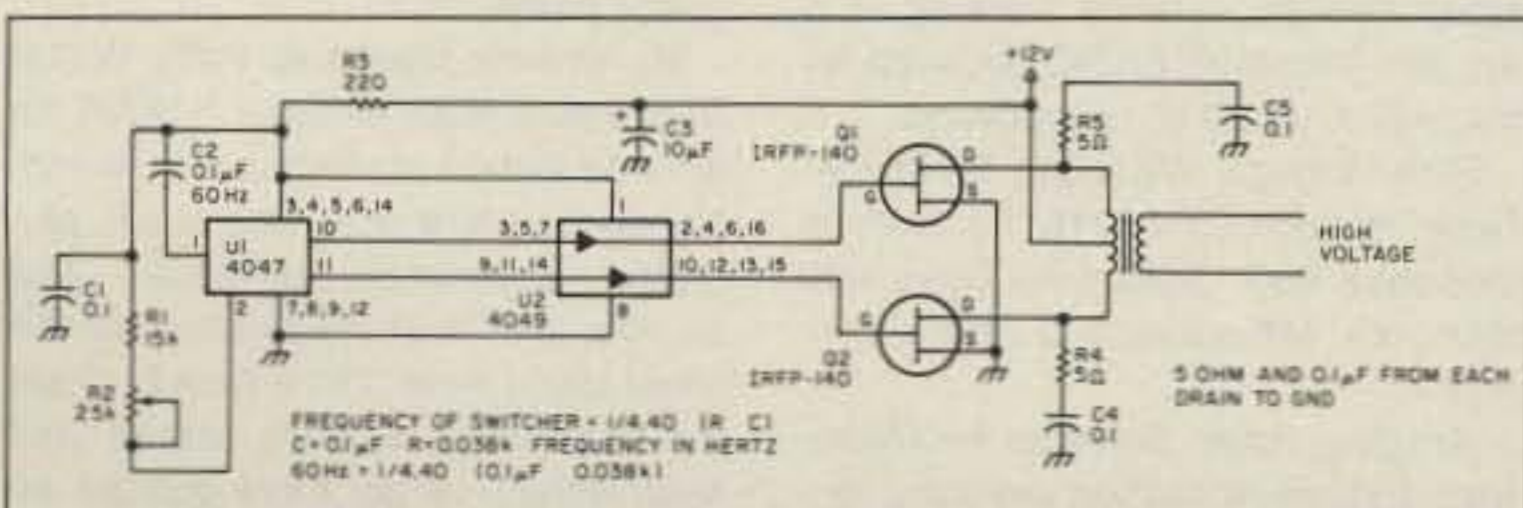 +12V
R3
220
C2
0.1µF
60 Hz
+
C3
10µF
Q1
IRFP-140
R5
5Ω
C5
0.1
D
G
S
3,4,5,6,14
1
1
U1
4047
10
11
3,5,7
9,11,14
2,4,6,16
10,12,13,15
HIGH
VOLTAGE
C1
0.1
R1
15k
2
7,8,9,12
U2
4049
8
D
G
S
Q2
IRFP-140
R4
5Ω
C4
0.1
5 OHM AND 0.1µF FROM EACH
DRAIN TO GND
R2
25k
FREQUENCY OF SWITCHER = 1/4.40 (R C)
C=0.1µF R=0.038k FREQUENCY IN HERTZ
60Hz = 1/4.40 (0.1µF 0.038k)